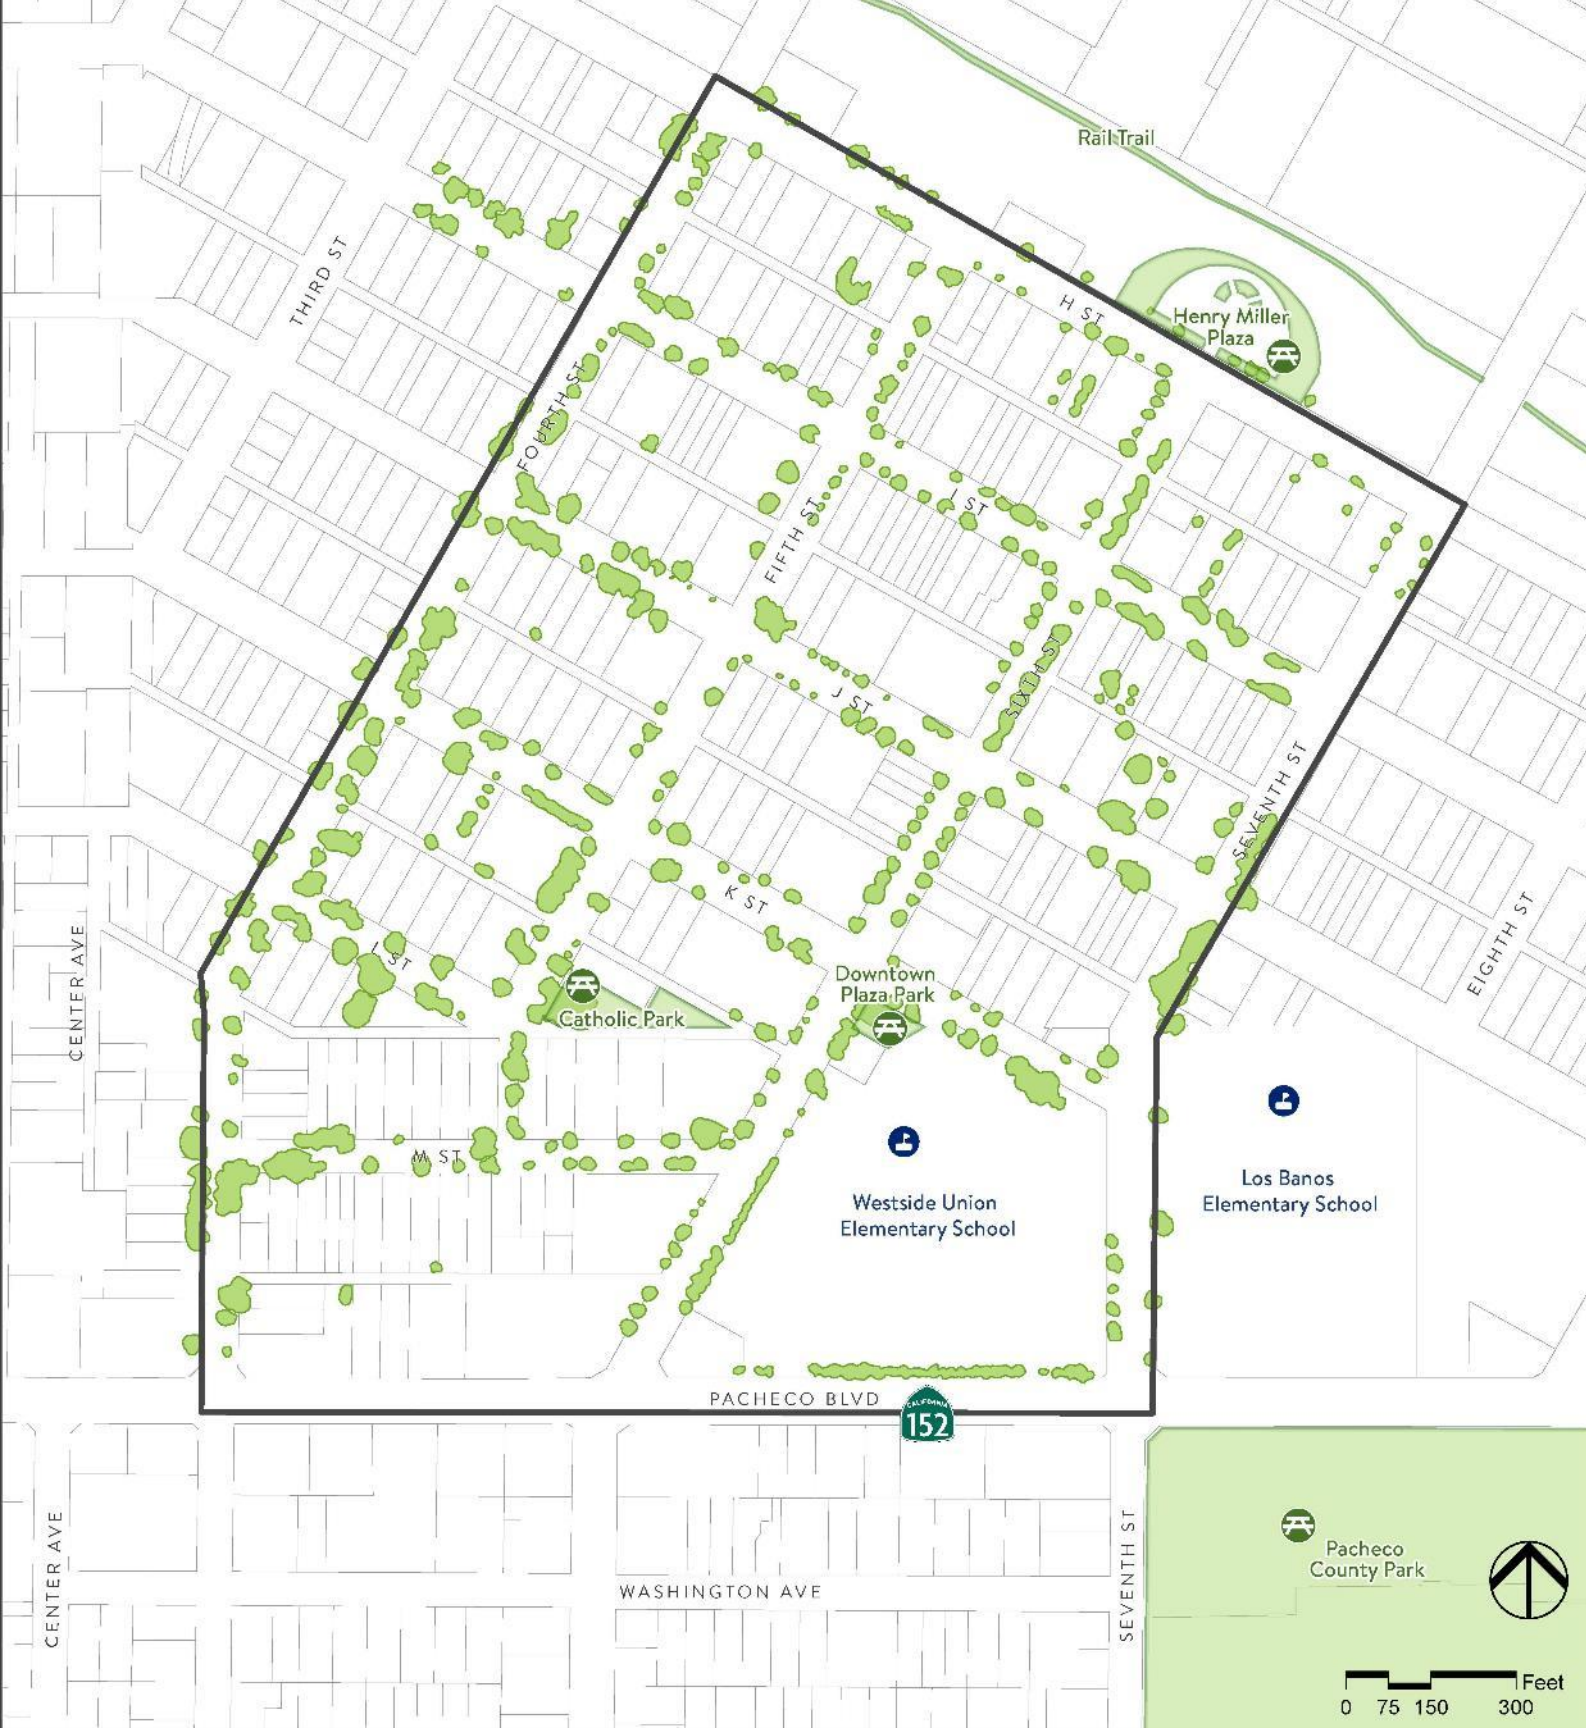 Rail Trail
THIRD ST
H ST
Henry Miller
Plaza
FOURTH ST
I ST
FIFTH ST
SIXTH ST
J ST
SEVENTH ST
K ST
EIGHTH ST
CENTER AVE
L ST
Downtown
Plaza Park
Catholic Park
M ST
Westside Union
Elementary School
Los Banos
Elementary School
PACHECO BLVD
CALIFORNIA
152
CENTER AVE
WASHINGTON AVE
SEVENTH ST
Pacheco
County Park
Feet
0 75 150 300